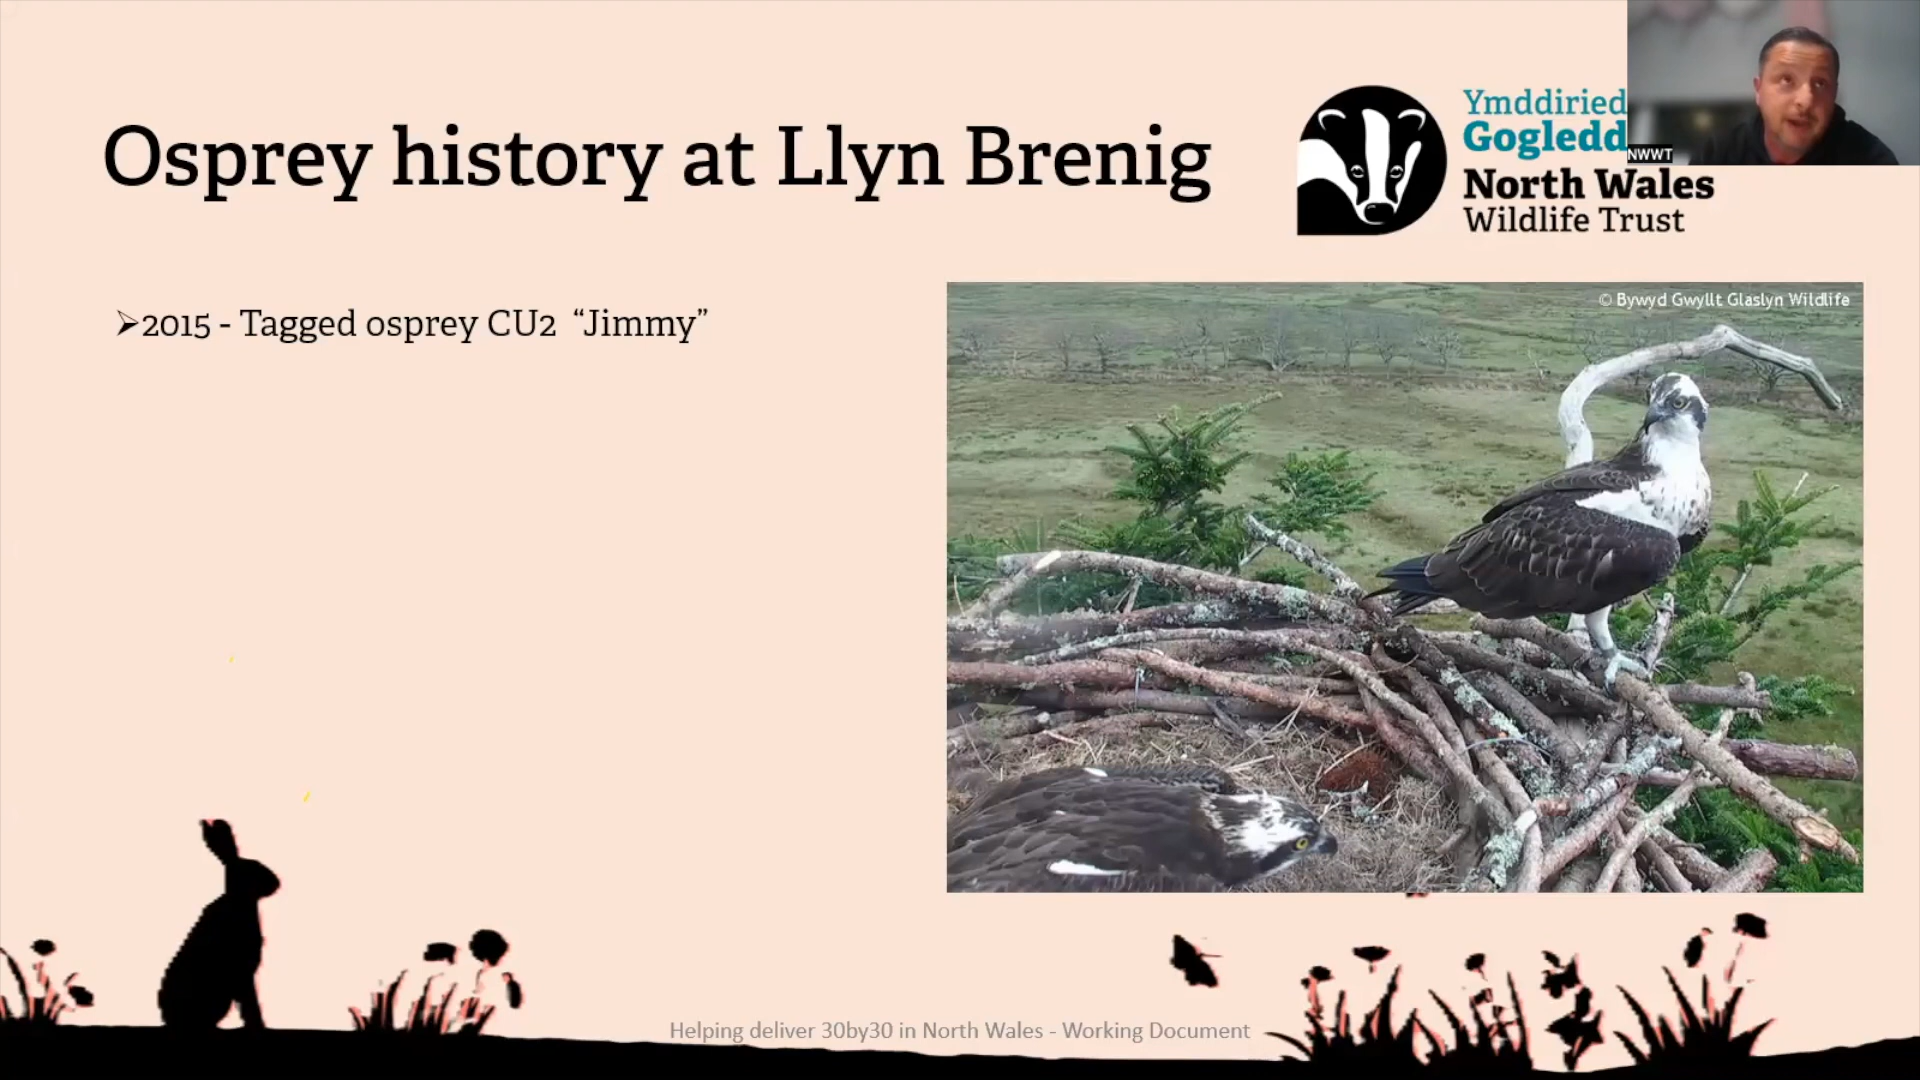 Osprey history at Llyn Brenig
Ymddiried
Gogledd
North Wales
Wildlife Trust
NWWT
➢2015 - Tagged osprey CU2 “Jimmy”
© Bywyd Gwyllt Glaslyn Wildlife
Helping deliver 30by30 in North Wales - Working Document